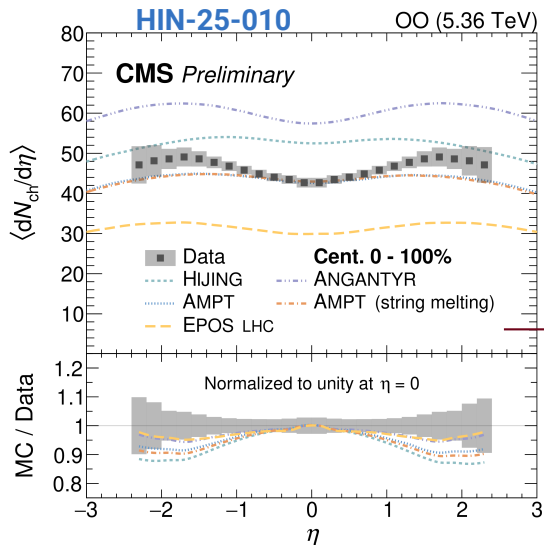 HIN-25-010
OO (5.36 TeV)
CMS Preliminary
⟨dN_ch/dη⟩
80
70
60
50
40
30
20
10
Data
Cent. 0 - 100%
HIJING
ANGANTYR
AMPT
AMPT (string melting)
EPOS LHC
MC / Data
1.2
1.1
1
0.9
0.8
Normalized to unity at η = 0
−3 −2 −1 0 1 2 3
η